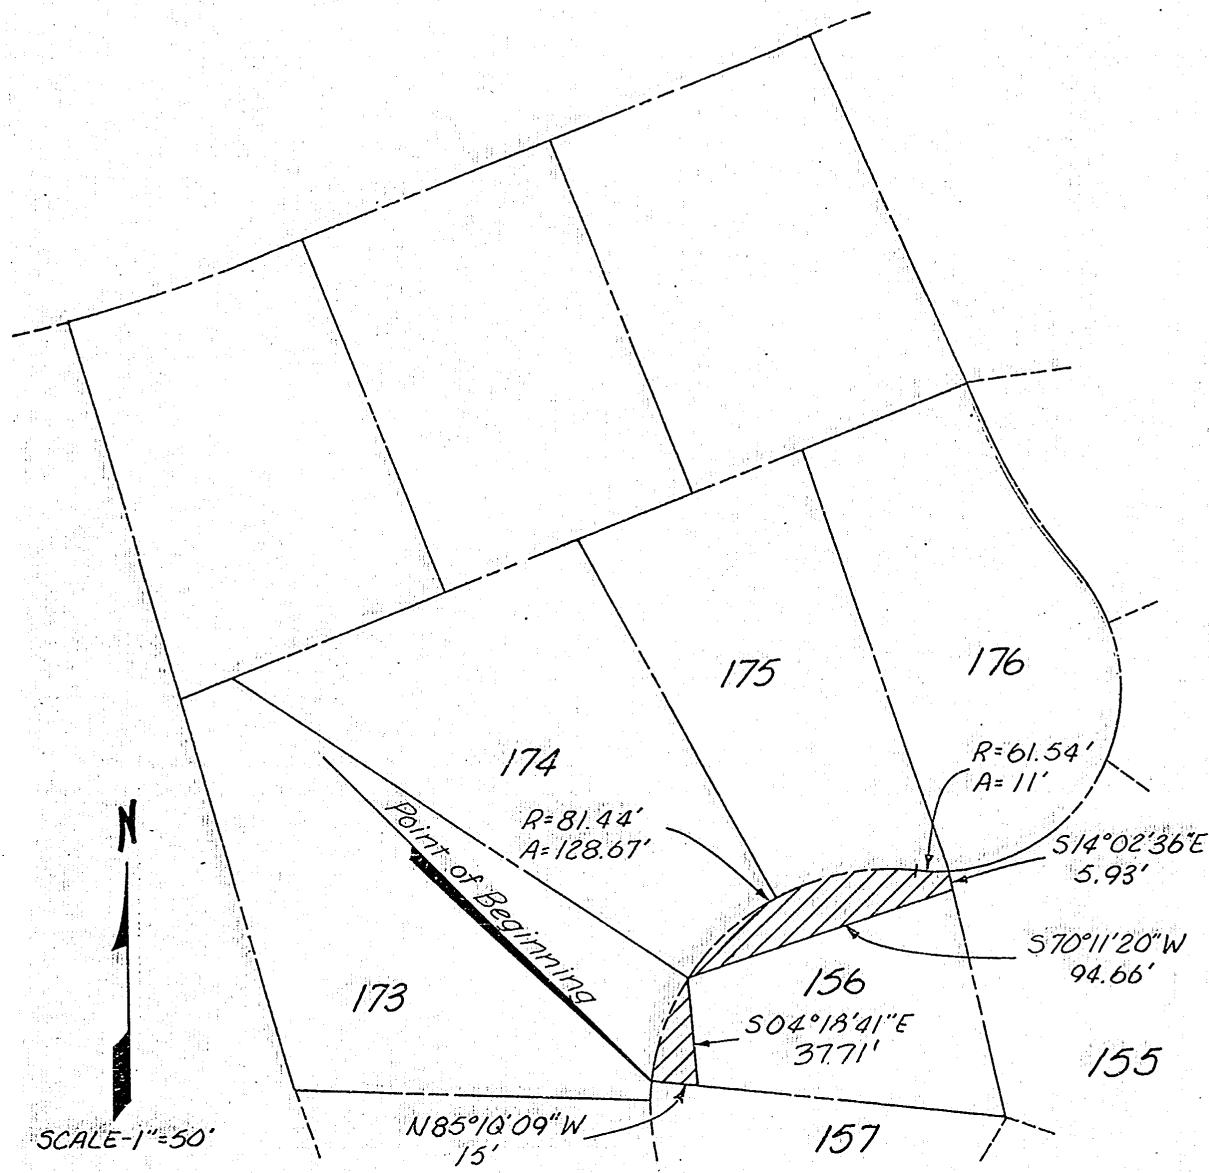 175
176
174
R=61.54'
A=11'
R=81.44'
A=128.67'
N
Point of Beginning
S14°02'36"E
5.93'
S70°11'20"W
94.66'
173
156
S04°18'41"E
37.71'
155
N85°10'09"W
15'
157
SCALE-1"=50'